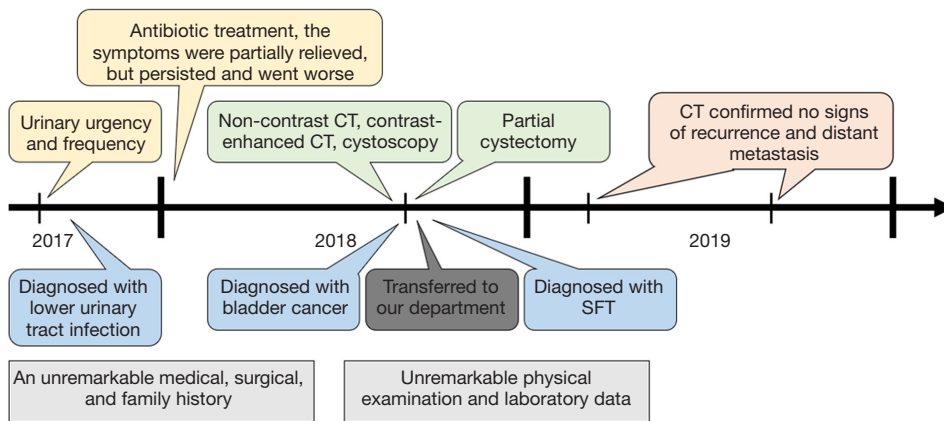 Antibiotic treatment, the
symptoms were partially relieved,
but persisted and went worse
Urinary urgency
and frequency
Non-contrast CT, contrast-
enhanced CT, cystoscopy
Partial
cystectomy
CT confirmed no signs
of recurrence and distant
metastasis
2017
2018
2019
Diagnosed with
lower urinary
tract infection
Diagnosed with
bladder cancer
Transferred to
our department
Diagnosed with
SFT
An unremarkable medical, surgical,
and family history
Unremarkable physical
examination and laboratory data